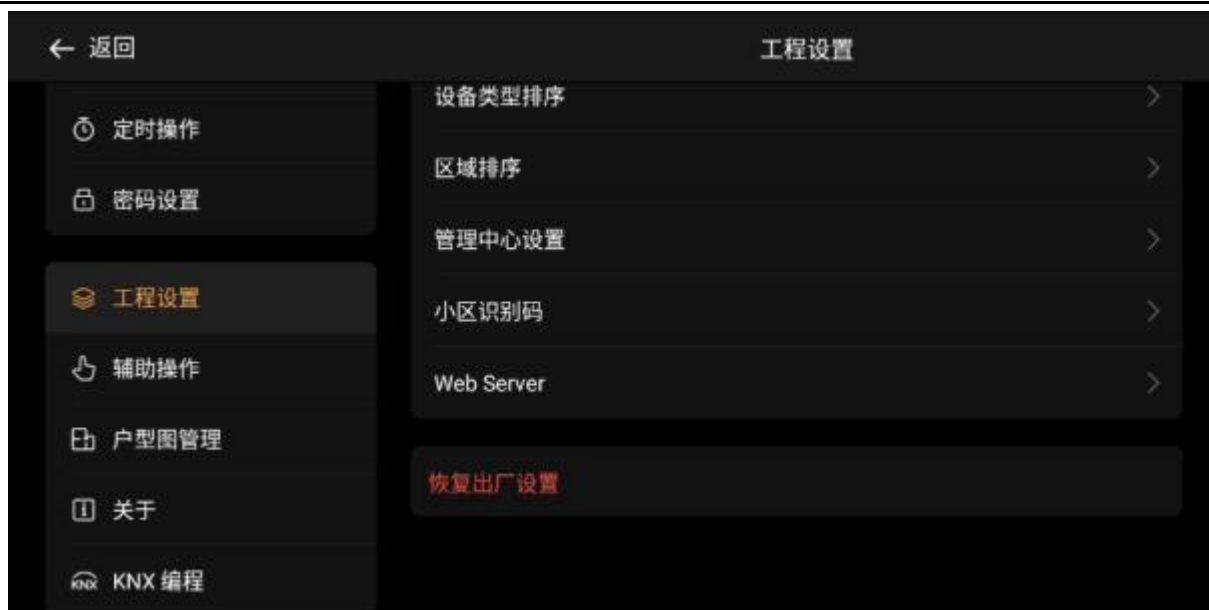 返回
工程设置
定时操作
密码设置
工程设置
辅助操作
户型图管理
关于
KNX KNX 编程
设备类型排序
区域排序
管理中心设置
小区识别码
Web Server
恢复出厂设置